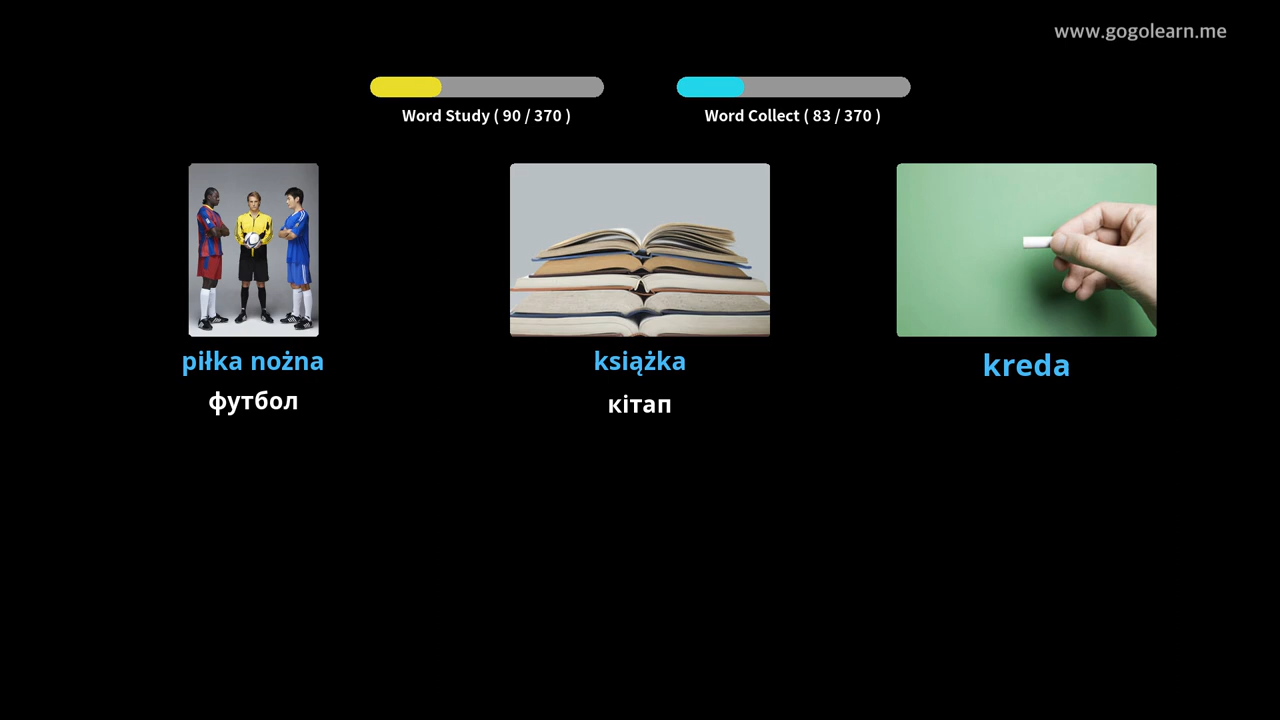 www.gogolearn.me
Word Study ( 90 / 370 )
Word Collect ( 83 / 370 )
piłka nożna
футбол
książka
кітап
kreda